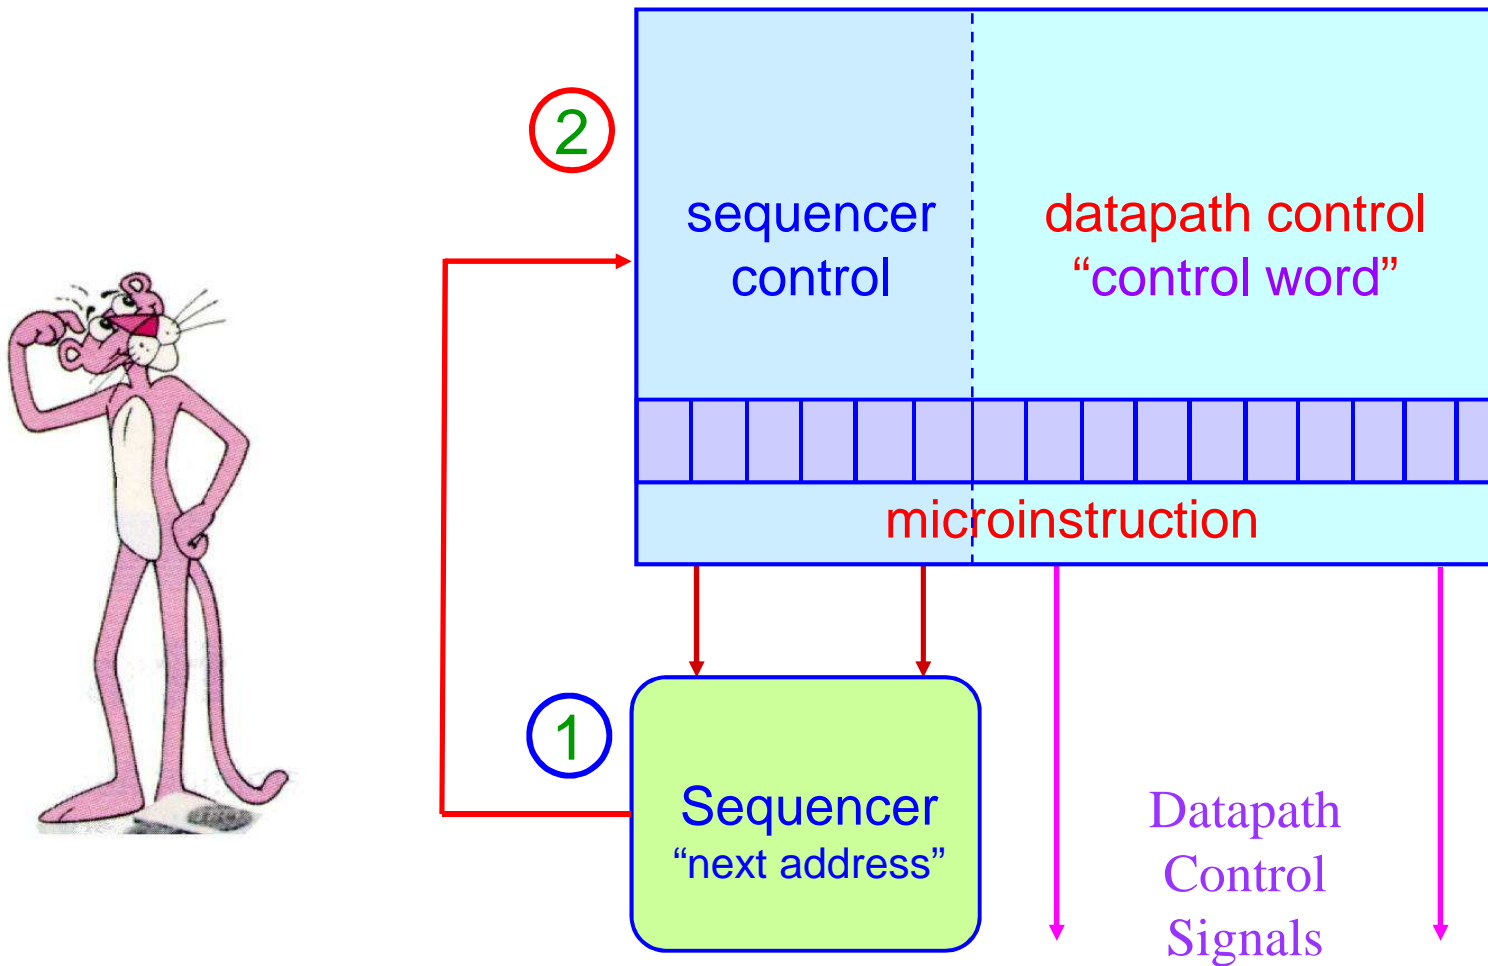 2
sequencer
control
datapath control
“control word”
microinstruction
1
Sequencer
“next address”
Datapath
Control
Signals